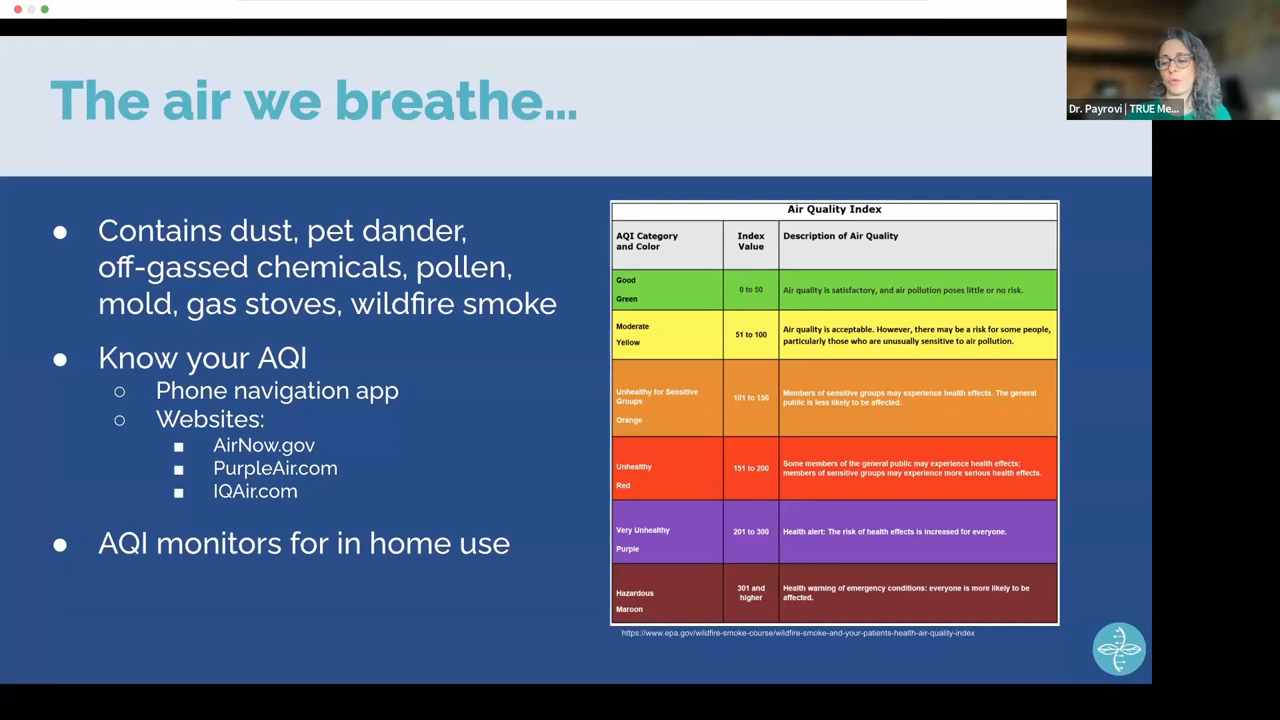 The air we breathe...
Dr. Payrovi | TRUE Me...
● Contains dust, pet dander,
off-gassed chemicals, pollen,
mold, gas stoves, wildfire smoke
● Know your AQI
○ Phone navigation app
○ Websites:
■ AirNow.gov
■ PurpleAir.com
■ IQAir.com
● AQI monitors for in home use
Air Quality Index
AQI Category
and Color
Index
Value
Description of Air Quality
Good
Green
0 to 50
Air quality is satisfactory, and air pollution poses little or no risk.
Moderate
Yellow
51 to 100
Air quality is acceptable. However, there may be a risk for some people,
particularly those who are unusually sensitive to air pollution.
Unhealthy for Sensitive
Groups
Orange
101 to 150
Members of sensitive groups may experience health effects. The general
public is less likely to be affected.
Unhealthy
Red
151 to 200
Some members of the general public may experience health effects;
members of sensitive groups may experience more serious health effects.
Very Unhealthy
Purple
201 to 300
Health alert: The risk of health effects is increased for everyone.
Hazardous
Maroon
301 and
higher
Health warning of emergency conditions: everyone is more likely to be
affected.
https://www.epa.gov/wildfire-smoke-course/wildfire-smoke-and-your-patients-health-air-quality-index